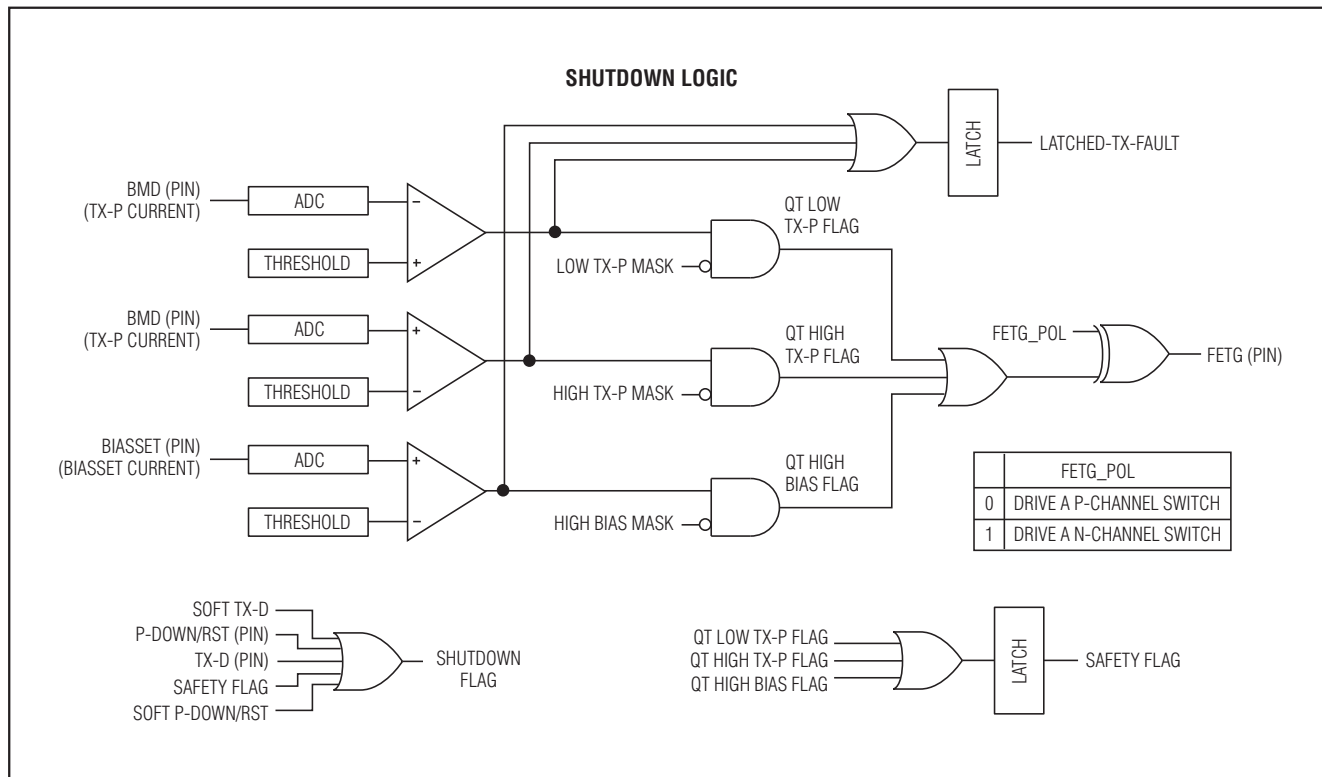 SHUTDOWN LOGIC
LATCH
LATCHED-TX-FAULT
BMD (PIN)
(TX-P CURRENT)
ADC
−
THRESHOLD
+
QT LOW
TX-P FLAG
LOW TX-P MASK
BMD (PIN)
(TX-P CURRENT)
ADC
+
THRESHOLD
−
QT HIGH
TX-P FLAG
HIGH TX-P MASK
FETG_POL
FETG (PIN)
BIASSET (PIN)
(BIASSET CURRENT)
ADC
+
THRESHOLD
−
QT HIGH
BIAS FLAG
HIGH BIAS MASK
FETG_POL
0 DRIVE A P-CHANNEL SWITCH
1 DRIVE A N-CHANNEL SWITCH
SOFT TX-D
P-DOWN/RST (PIN)
TX-D (PIN)
SAFETY FLAG
SOFT P-DOWN/RST
SHUTDOWN
FLAG
QT LOW TX-P FLAG
QT HIGH TX-P FLAG
QT HIGH BIAS FLAG
LATCH
SAFETY FLAG